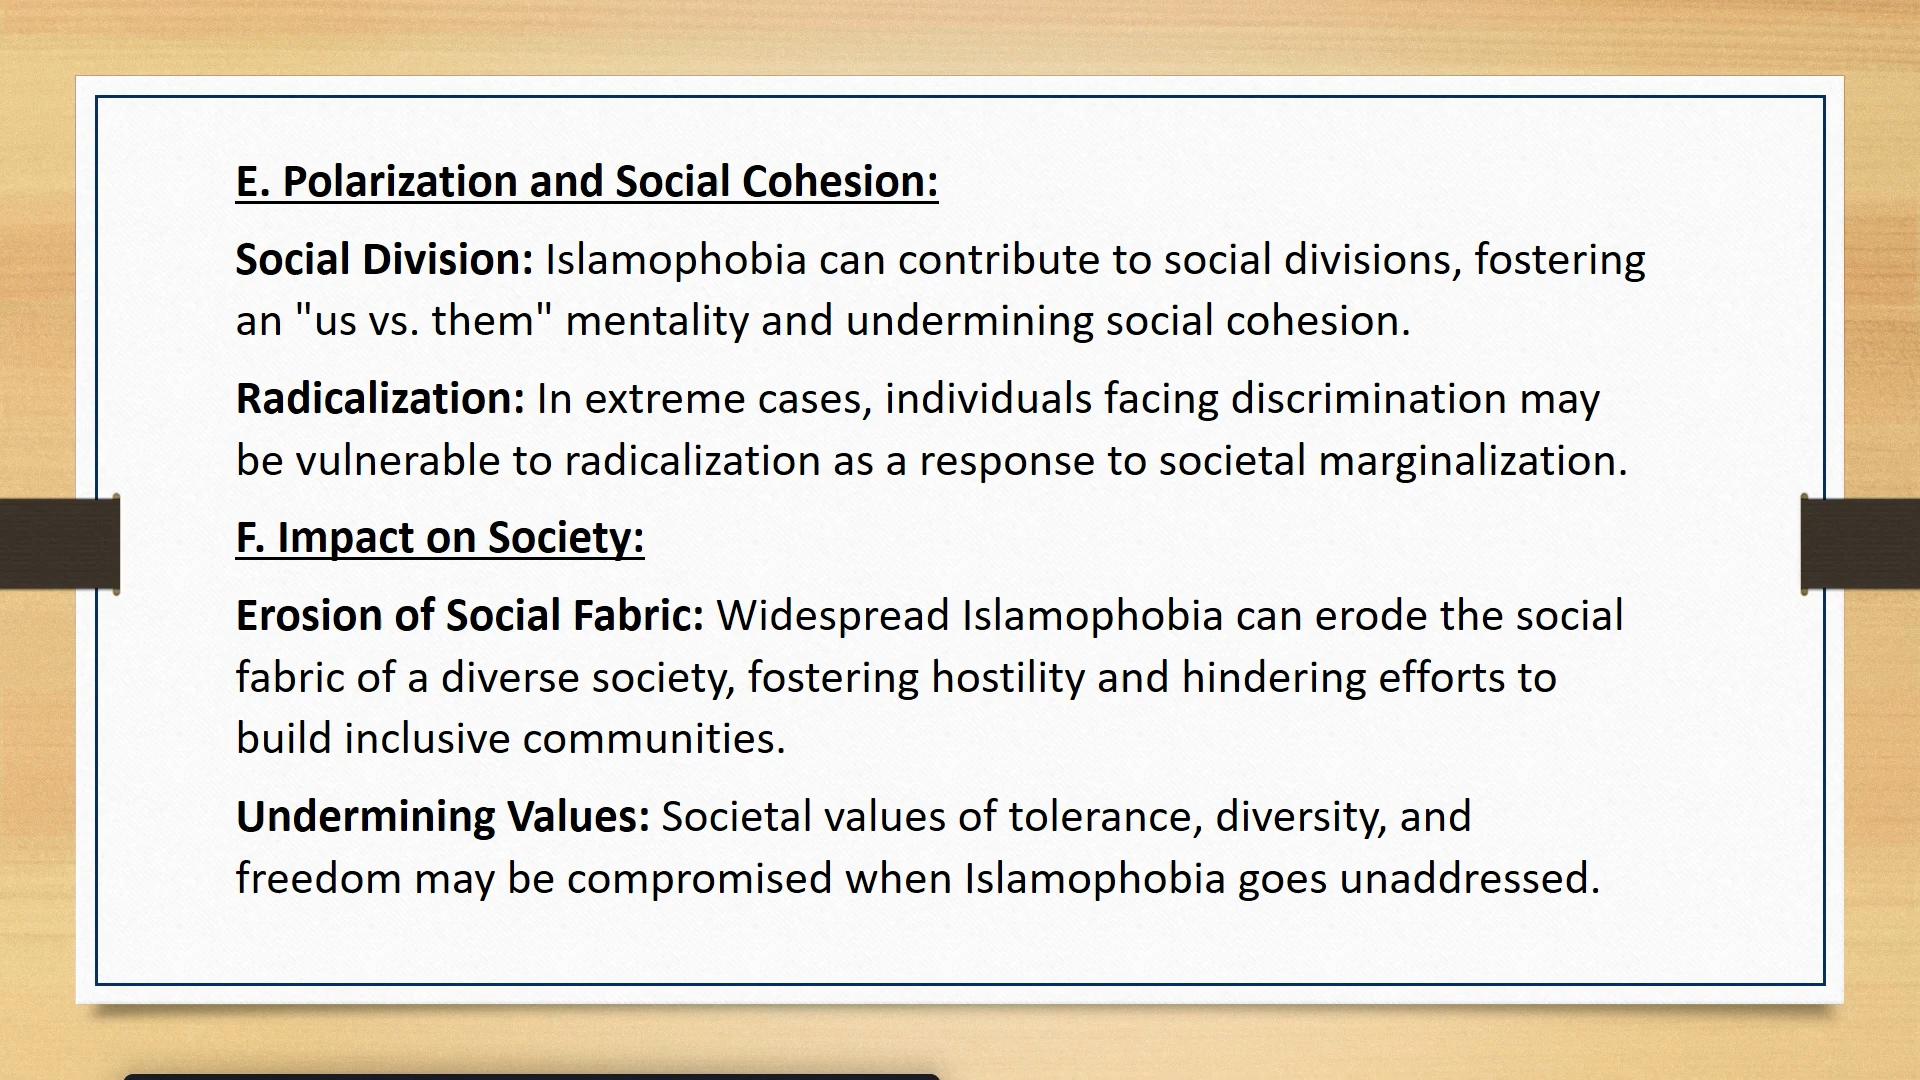 E. Polarization and Social Cohesion:
Social Division: Islamophobia can contribute to social divisions, fostering
an "us vs. them" mentality and undermining social cohesion.
Radicalization: In extreme cases, individuals facing discrimination may
be vulnerable to radicalization as a response to societal marginalization.
F. Impact on Society:
Erosion of Social Fabric: Widespread Islamophobia can erode the social
fabric of a diverse society, fostering hostility and hindering efforts to
build inclusive communities.
Undermining Values: Societal values of tolerance, diversity, and
freedom may be compromised when Islamophobia goes unaddressed.